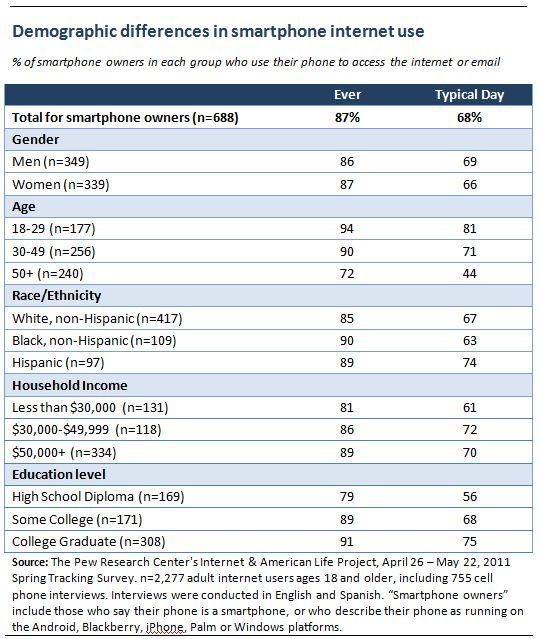 Demographic differences in smartphone internet use
% of smartphone owners in each group who use their phone to access the internet or email
Ever Typical Day
Total for smartphone owners (n=688) 87% 68%
Gender
Men (n=349) 86 69
Women (n=339) 87 66
Age
18-29 (n=177) 94 81
30-49 (n=256) 90 71
50+ (n=240) 72 44
Race/Ethnicity
White, non-Hispanic (n=417) 85 67
Black, non-Hispanic (n=109) 90 63
Hispanic (n=97) 89 74
Household Income
Less than $30,000 (n=131) 81 61
$30,000-$49,999 (n=118) 86 72
$50,000+ (n=334) 89 70
Education level
High School Diploma (n=169) 79 56
Some College (n=171) 89 68
College Graduate (n=308) 91 75
Source: The Pew Research Center's Internet & American Life Project, April 26 – May 22, 2011
Spring Tracking Survey. n=2,277 adult internet users ages 18 and older, including 755 cell
phone interviews. Interviews were conducted in English and Spanish. “Smartphone owners”
include those who say their phone is a smartphone, or who describe their phone as running on
the Android, Blackberry, iPhone, Palm or Windows platforms.